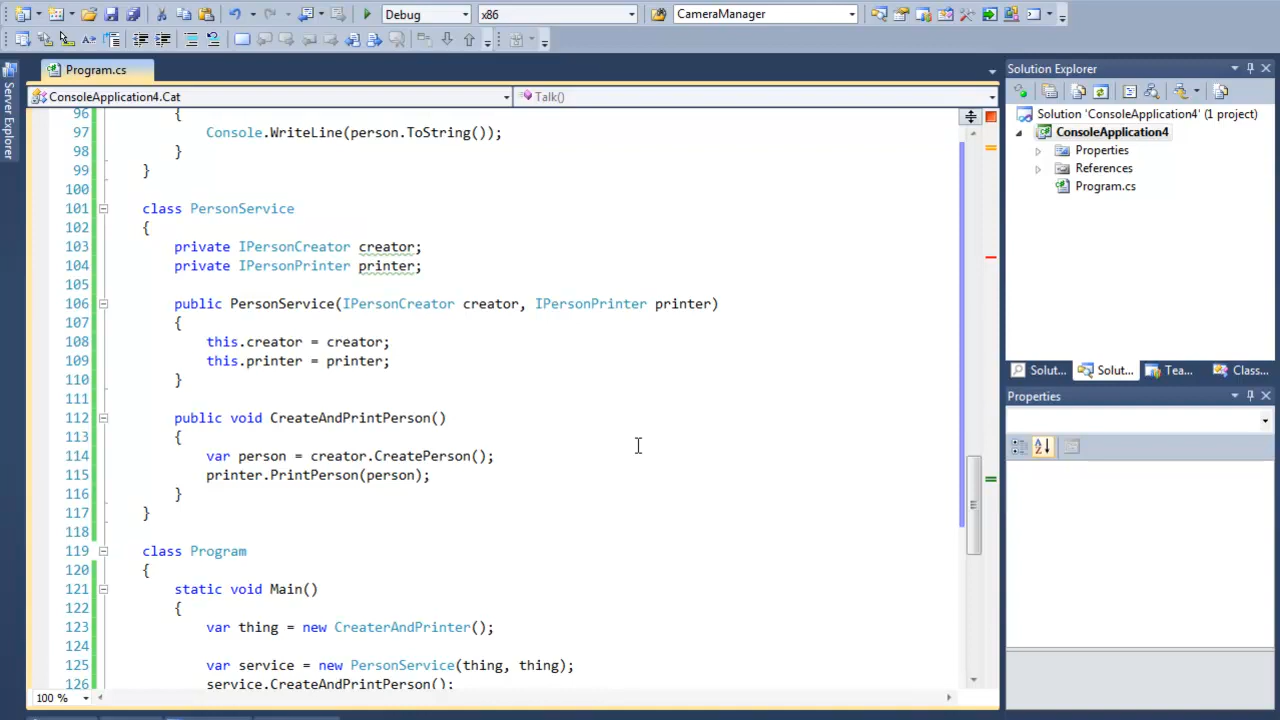 Debug x86 CameraManager
Program.cs
ConsoleApplication4.Cat Talk()
Server Explorer
96 {
97 Console.WriteLine(person.ToString());
98 }
99 }
100
101 class PersonService
102 {
103 private IPersonCreator creator;
104 private IPersonPrinter printer;
105
106 public PersonService(IPersonCreator creator, IPersonPrinter printer)
107 {
108 this.creator = creator;
109 this.printer = printer;
110 }
111
112 public void CreateAndPrintPerson()
113 {
114 var person = creator.CreatePerson();
115 printer.PrintPerson(person);
116 }
117 }
118
119 class Program
120 {
121 static void Main()
122 {
123 var thing = new CreaterAndPrinter();
124
125 var service = new PersonService(thing, thing);
126 service.CreateAndPrintPerson();
100 %
Solution Explorer
Solution 'ConsoleApplication4' (1 project)
ConsoleApplication4
Properties
References
Program.cs
Solut... Solut... Tea... Class...
Properties